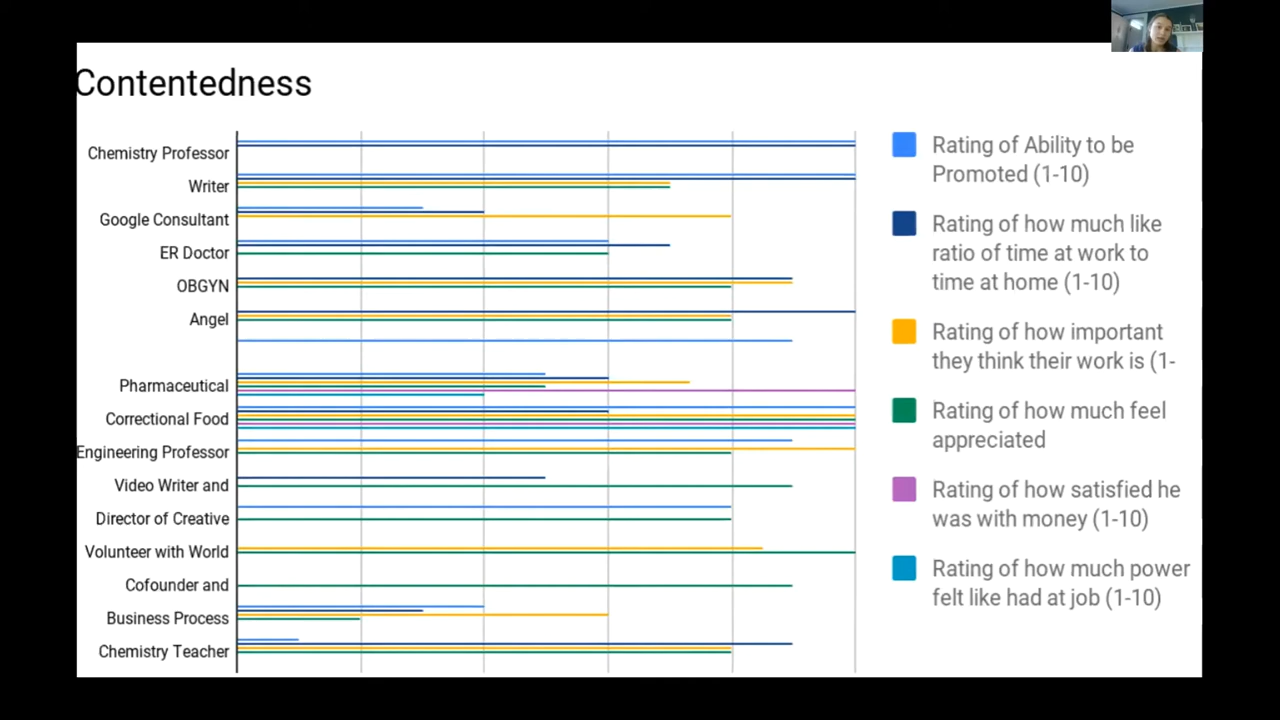 Contentedness
Chemistry Professor
Writer
Google Consultant
ER Doctor
OBGYN
Angel
Pharmaceutical
Correctional Food
Engineering Professor
Video Writer and
Director of Creative
Volunteer with World
Cofounder and
Business Process
Chemistry Teacher
Rating of Ability to be
Promoted (1-10)
Rating of how much like
ratio of time at work to
time at home (1-10)
Rating of how important
they think their work is (1-
Rating of how much feel
appreciated
Rating of how satisfied he
was with money (1-10)
Rating of how much power
felt like had at job (1-10)